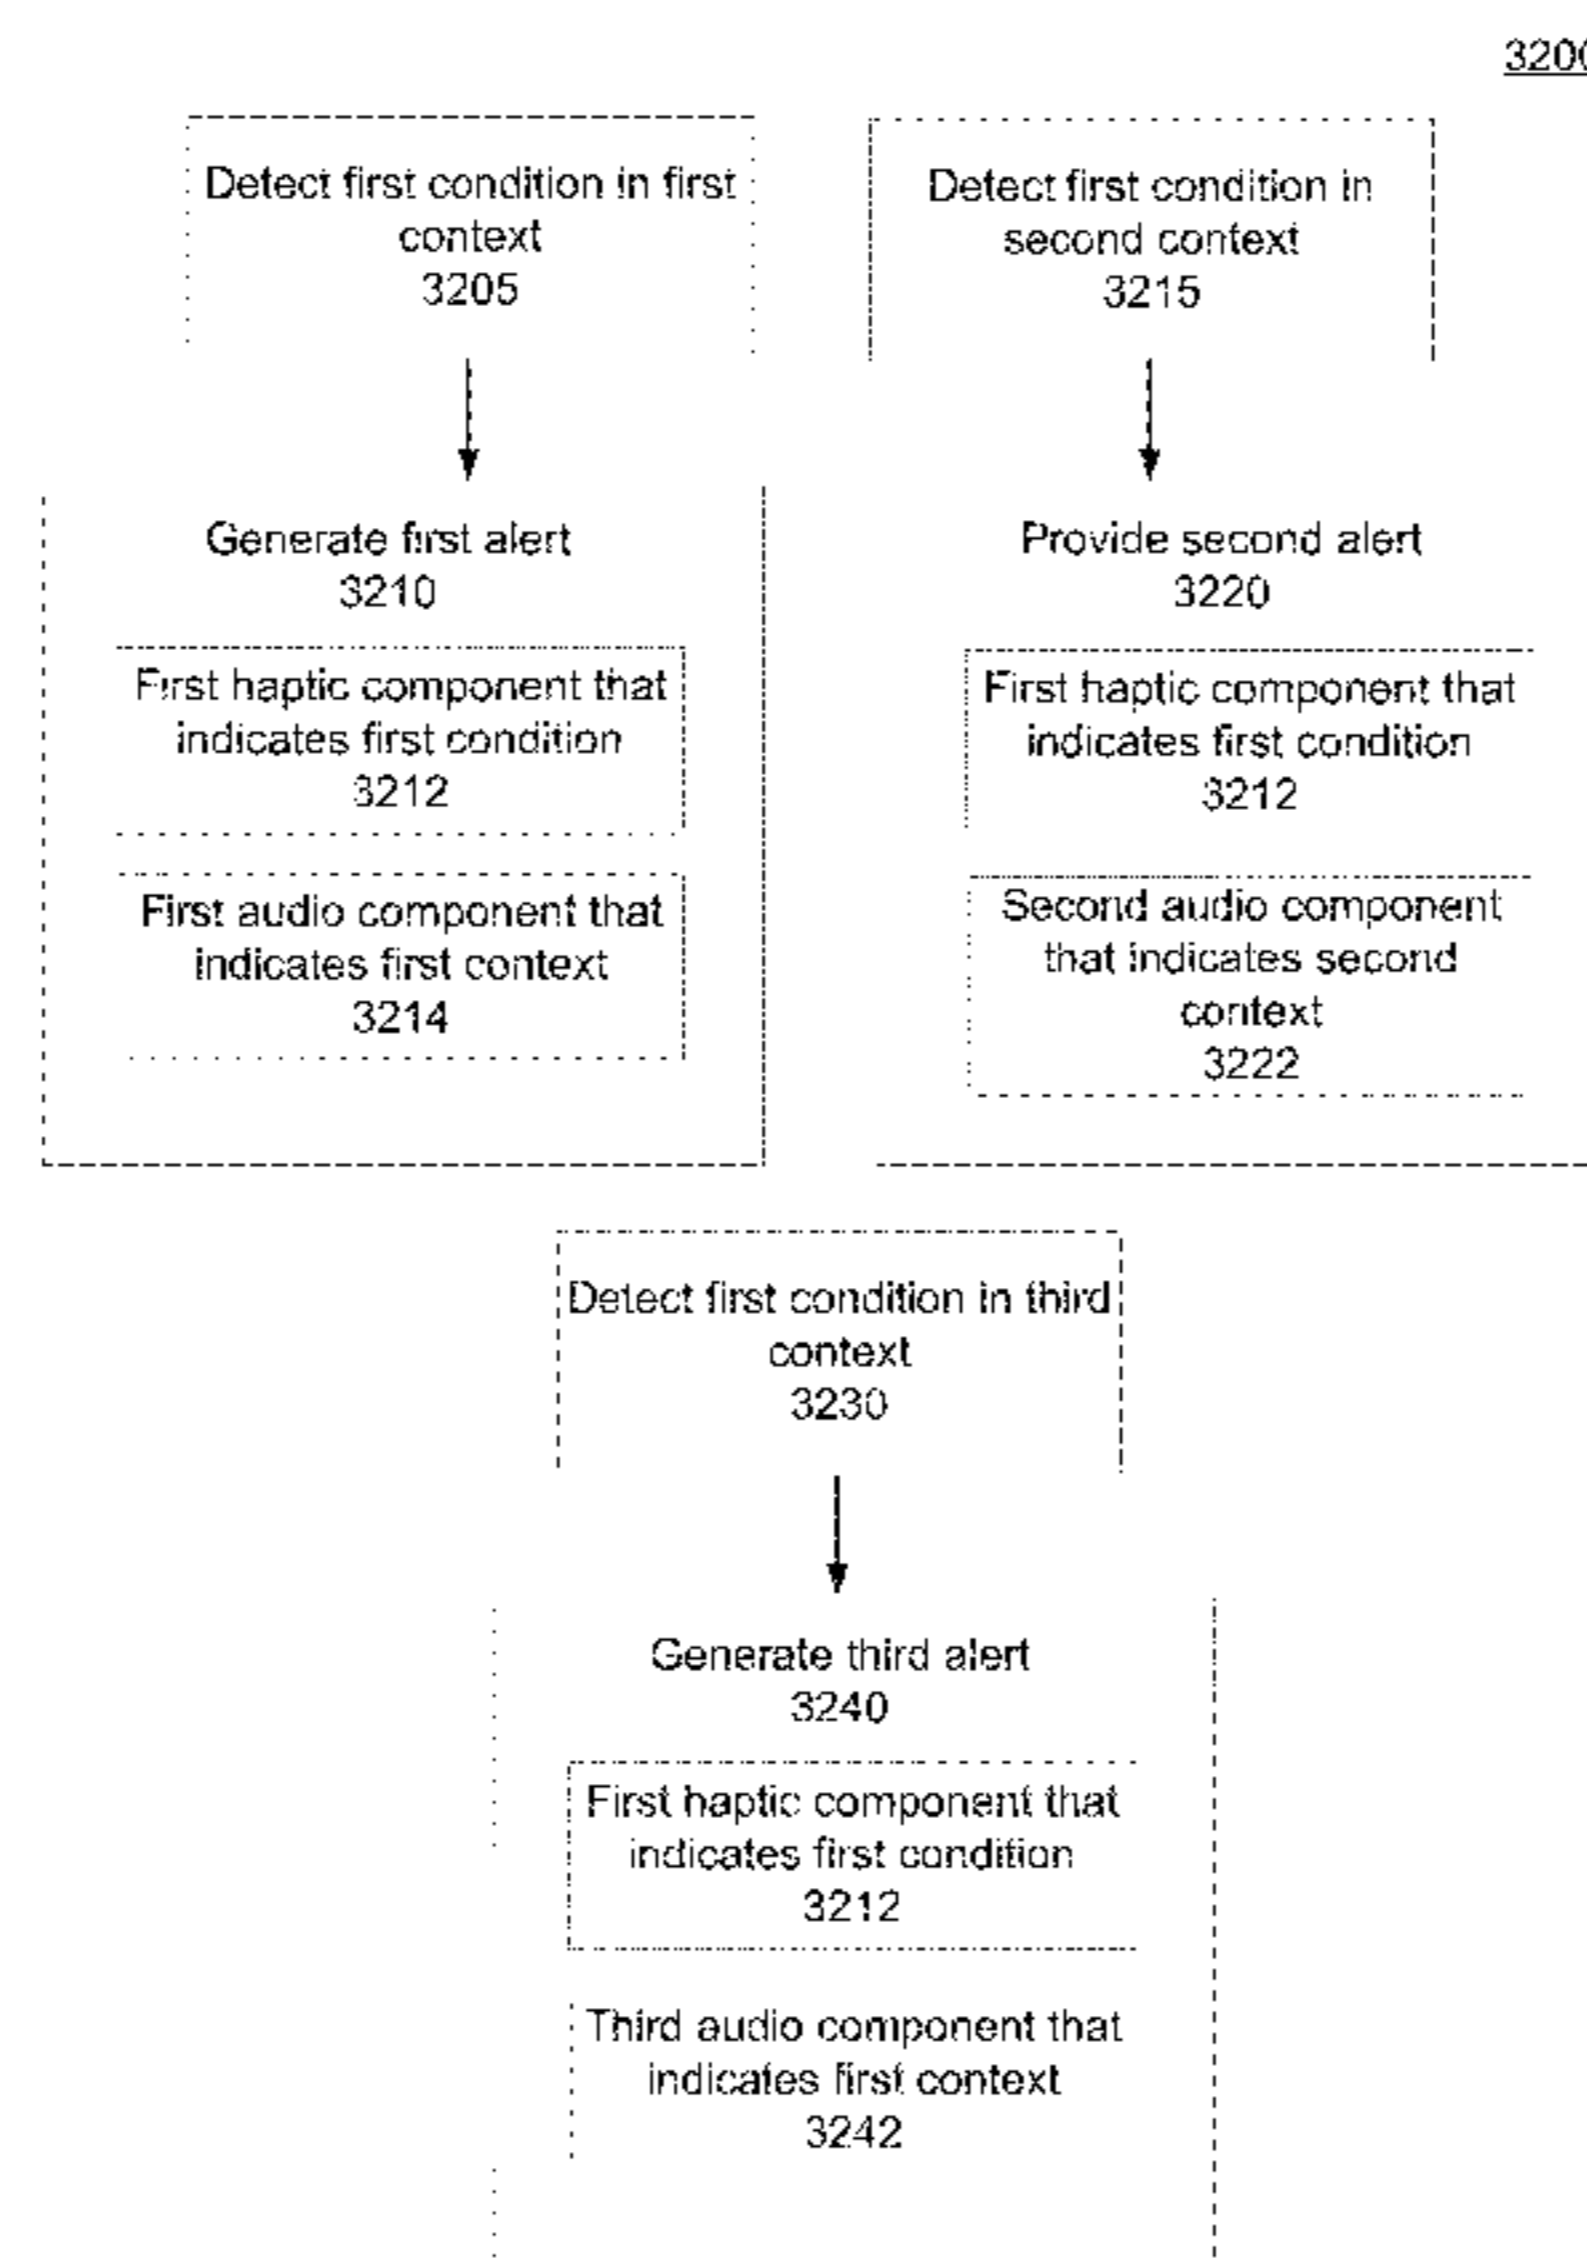 3200
Detect first condition in first
context
3205
Detect first condition in
second context
3215
Generate first alert
3210
First haptic component that
indicates first condition
3212
First audio component that
indicates first context
3214
Provide second alert
3220
First haptic component that
indicates first condition
3212
Second audio component
that indicates second
context
3222
Detect first condition in third
context
3230
Generate third alert
3240
First haptic component that
indicates first condition
3212
Third audio component that
indicates first context
3242